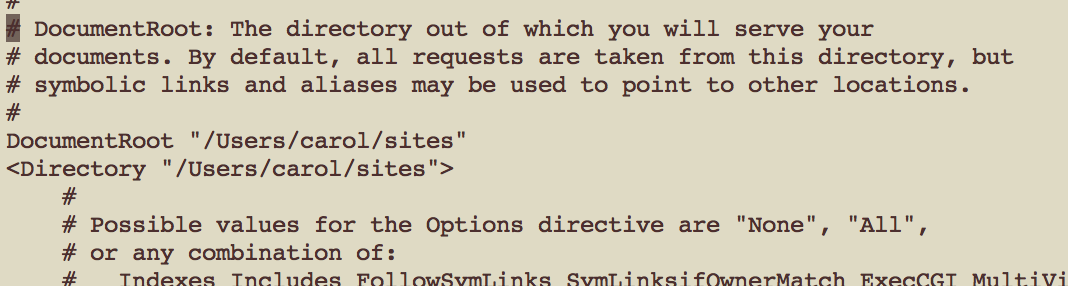 #
# DocumentRoot: The directory out of which you will serve your
# documents. By default, all requests are taken from this directory, but
# symbolic links and aliases may be used to point to other locations.
#
DocumentRoot "/Users/carol/sites"
<Directory "/Users/carol/sites">
#
# Possible values for the Options directive are "None", "All",
# or any combination of:
# Indexes Includes FollowSymLinks SymLinksifOwnerMatch ExecCGI MultiVi